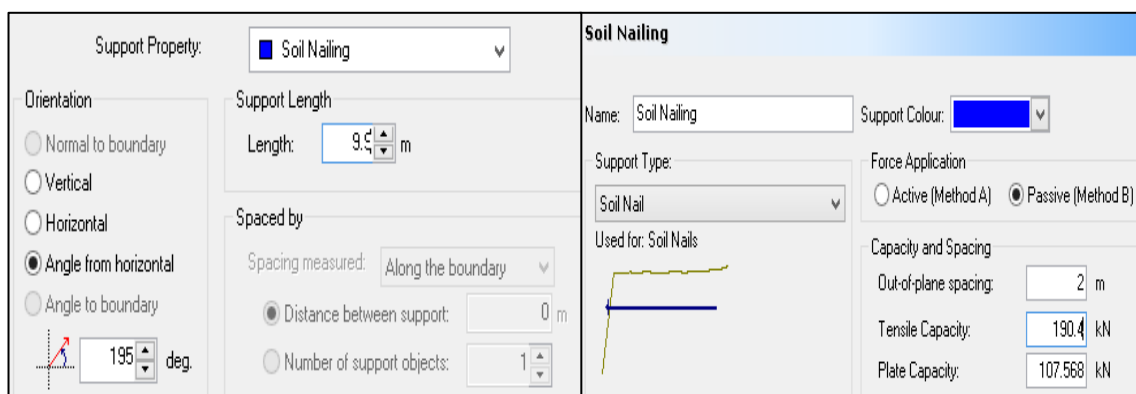 Support Property: Soil Nailing
Orientation
Normal to boundary
Vertical
Horizontal
Angle from horizontal
Angle to boundary
195 deg.
Support Length
Length: m
Spaced by
Spacing measured: Along the boundary
Distance between support: 0 m
Number of support objects: 1
Soil Nailing
Name: Soil Nailing
Support Colour:
Support Type:
Soil Nail
Used for: Soil Nails
Force Application
Active (Method A) Passive (Method B)
Capacity and Spacing
Out-of-plane spacing: 2 m
Tensile Capacity: 190.4 kN
Plate Capacity: 107.568 kN